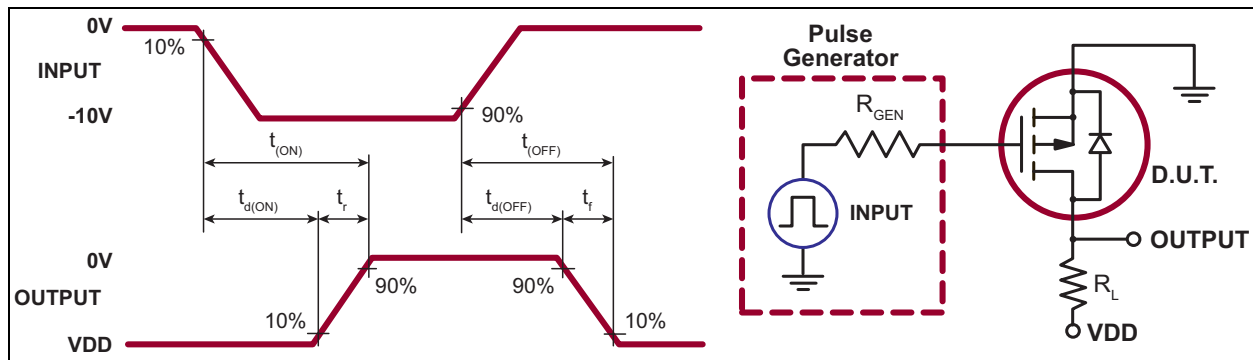 0V
10%
INPUT
-10V
90%
t(ON)
t(OFF)
td(ON)
tr
td(OFF)
tf
0V
OUTPUT
90%
90%
10%
10%
VDD
Pulse
Generator
RGEN
INPUT
D.U.T.
OUTPUT
RL
VDD